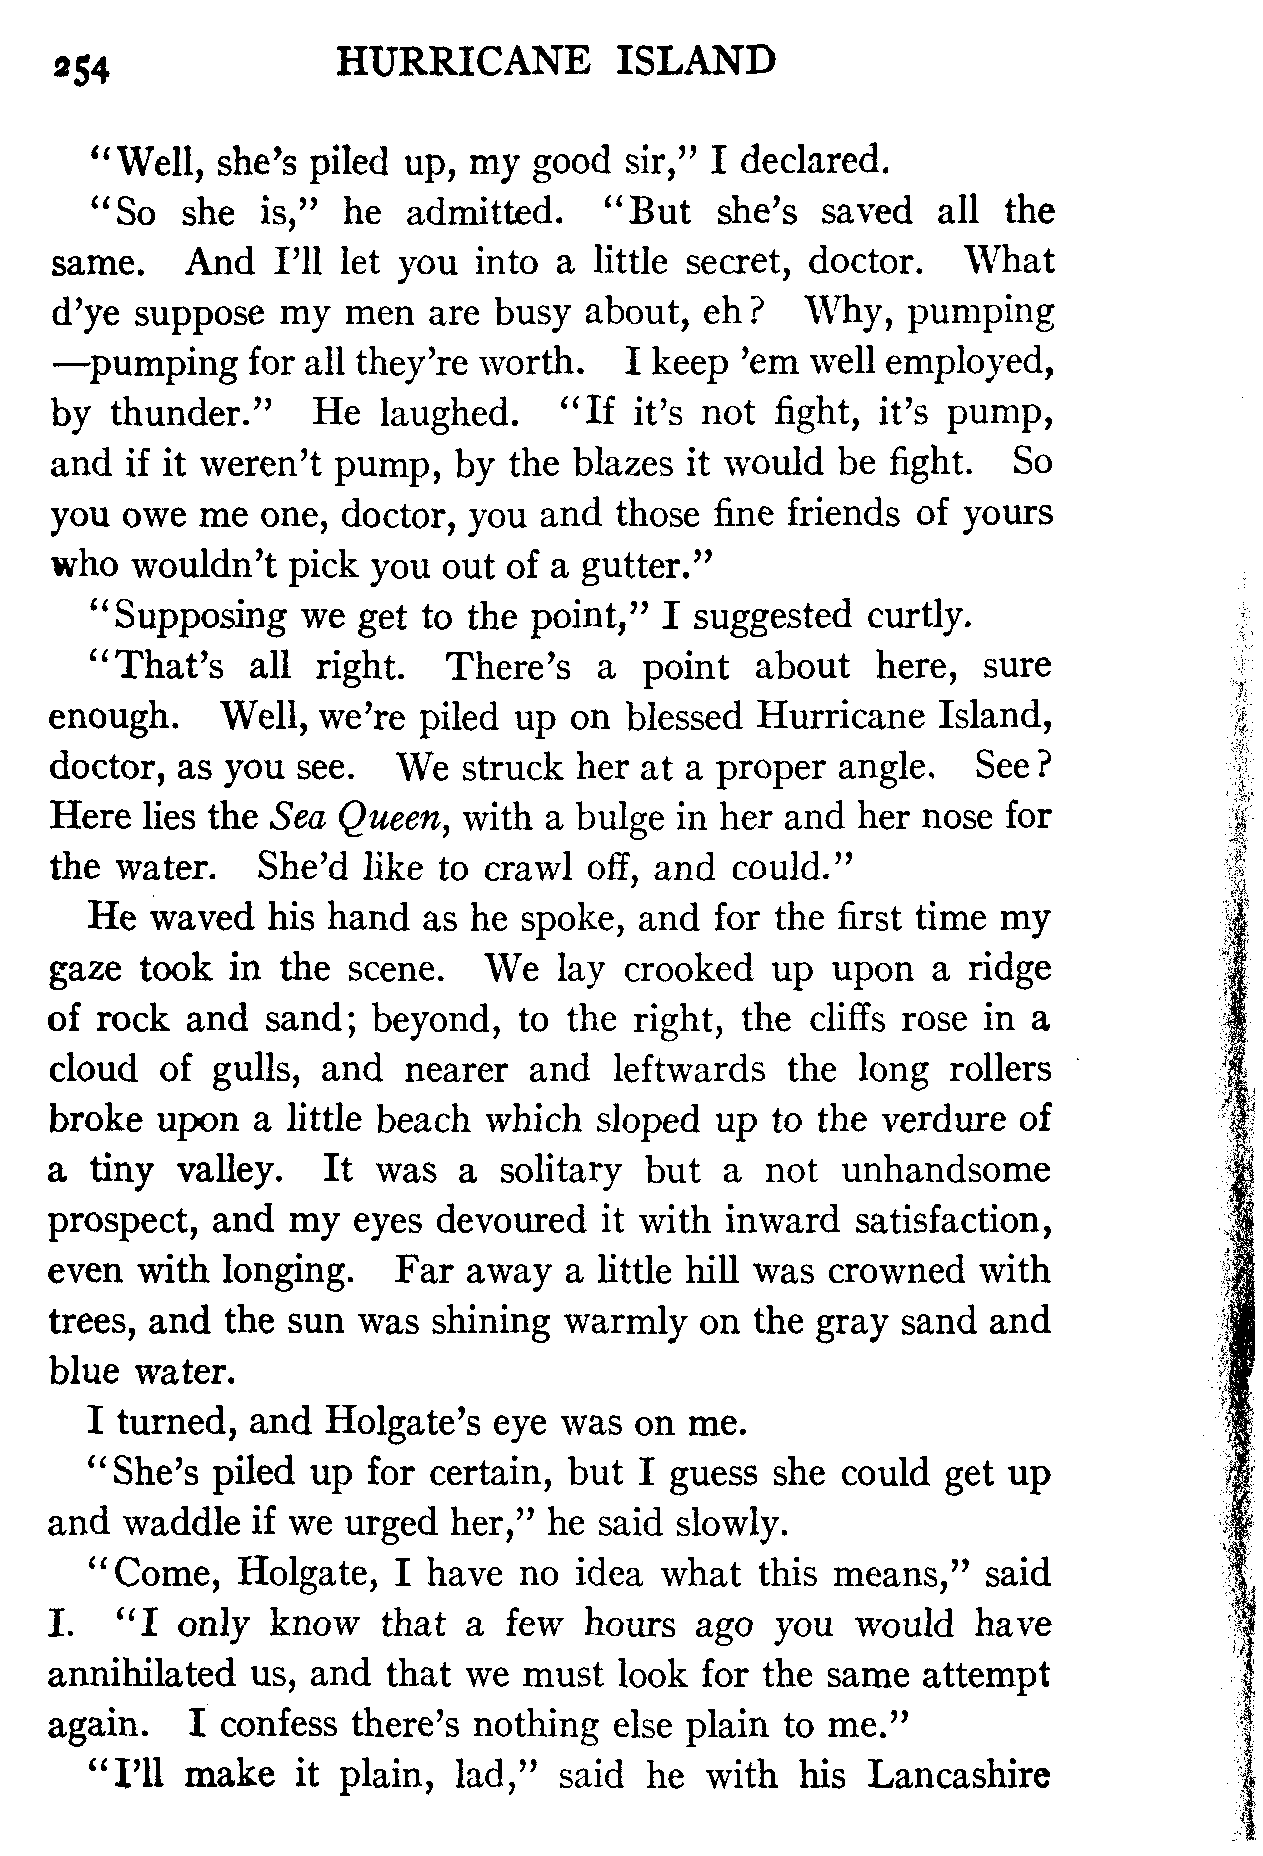 254 HURRICANE ISLAND
“Well, she’s piled up, my good sir,” I declared.
“So she is,” he admitted. “But she’s saved all the
same. And I’ll let you into a little secret, doctor. What
d’ye suppose my men are busy about, eh? Why, pumping
—pumping for all they’re worth. I keep ’em well employed,
by thunder.” He laughed. “If it’s not fight, it’s pump,
and if it weren’t pump, by the blazes it would be fight. So
you owe me one, doctor, you and those fine friends of yours
who wouldn’t pick you out of a gutter.”
“Supposing we get to the point,” I suggested curtly.
“That’s all right. There’s a point about here, sure
enough. Well, we’re piled up on blessed Hurricane Island,
doctor, as you see. We struck her at a proper angle. See?
Here lies the Sea Queen, with a bulge in her and her nose for
the water. She’d like to crawl off, and could.”
He waved his hand as he spoke, and for the first time my
gaze took in the scene. We lay crooked up upon a ridge
of rock and sand; beyond, to the right, the cliffs rose in a
cloud of gulls, and nearer and leftwards the long rollers
broke upon a little beach which sloped up to the verdure of
a tiny valley. It was a solitary but a not unhandsome
prospect, and my eyes devoured it with inward satisfaction,
even with longing. Far away a little hill was crowned with
trees, and the sun was shining warmly on the gray sand and
blue water.
I turned, and Holgate’s eye was on me.
“She’s piled up for certain, but I guess she could get up
and waddle if we urged her,” he said slowly.
“Come, Holgate, I have no idea what this means,” said
I. “I only know that a few hours ago you would have
annihilated us, and that we must look for the same attempt
again. I confess there’s nothing else plain to me.”
“I’ll make it plain, lad,” said he with his Lancashire